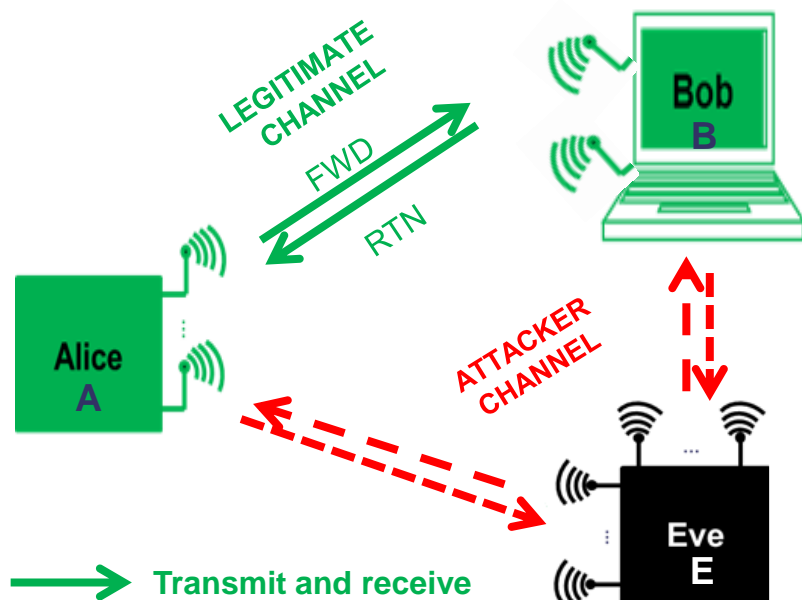 LEGITIMATE
CHANNEL
FWD
RTN
Bob
B
Alice
A
ATTACKER
CHANNEL
Eve
E
Transmit and receive